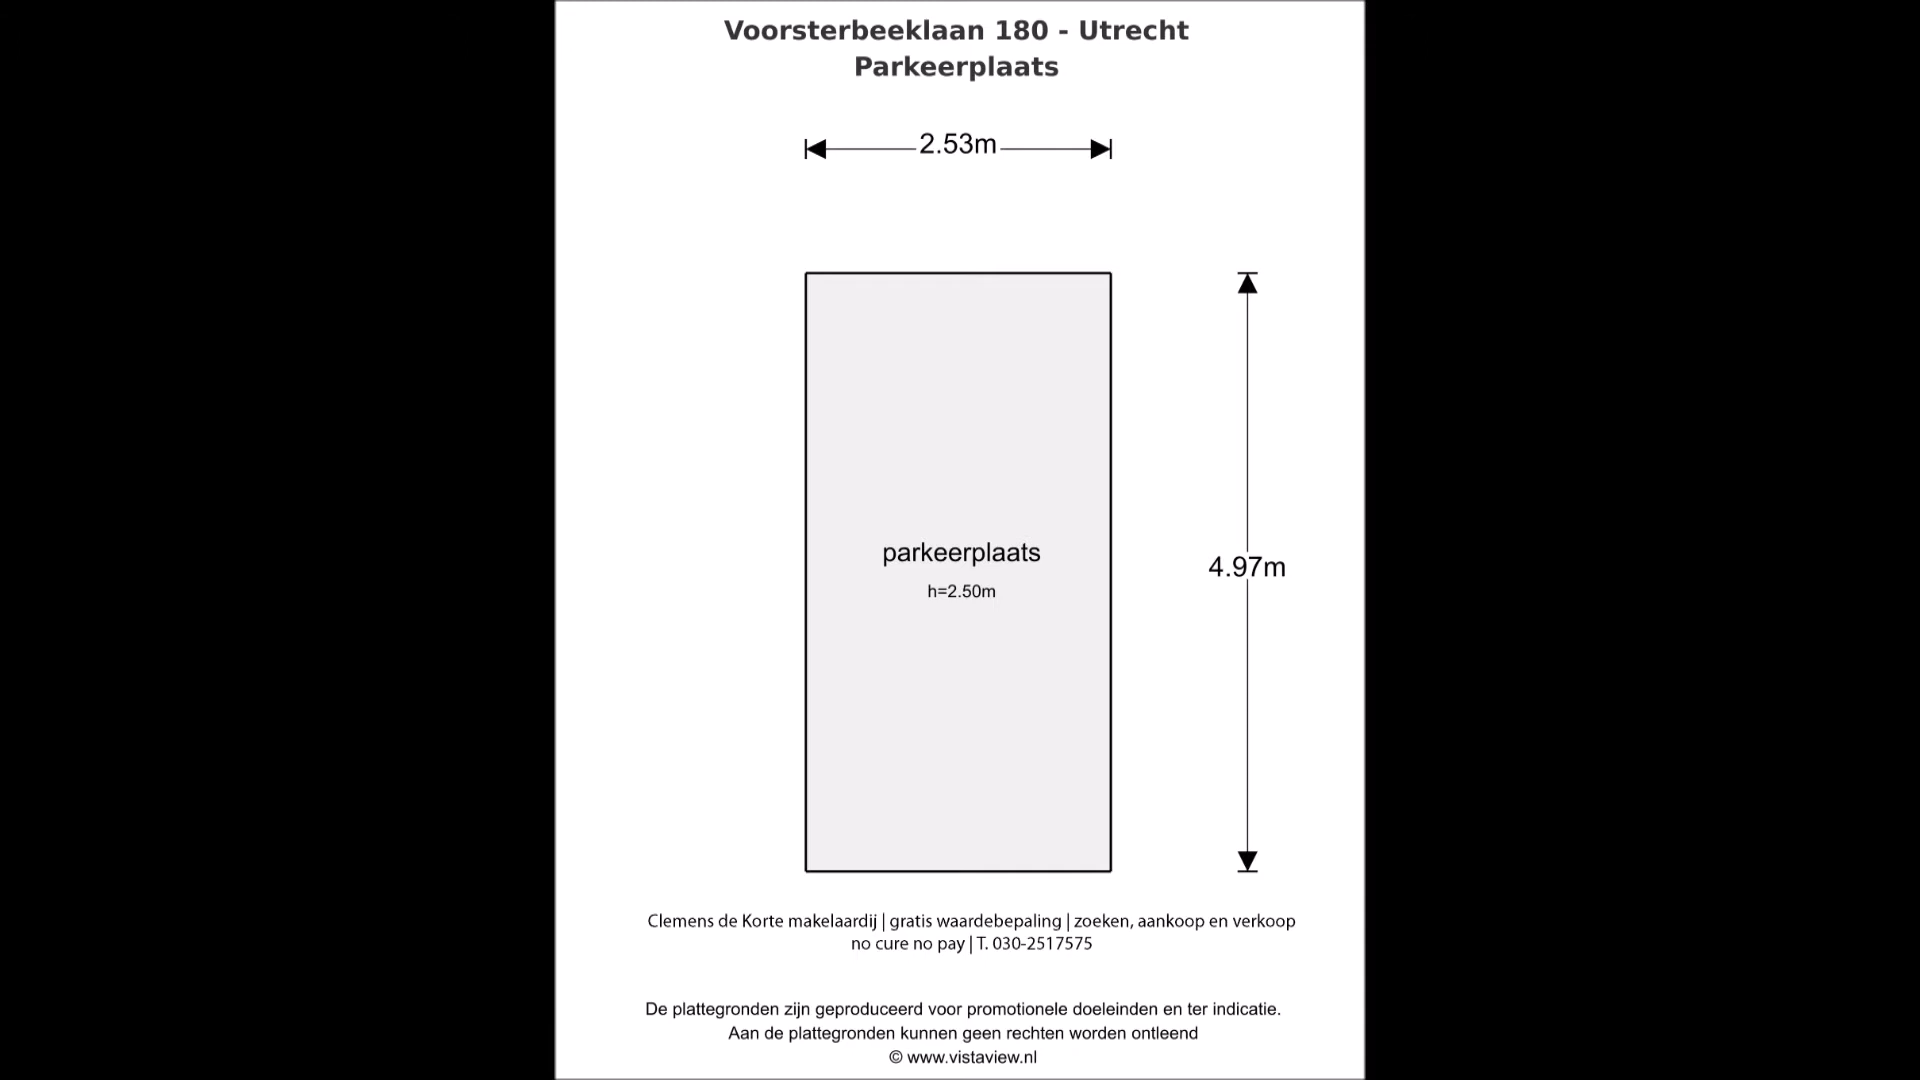 Voorsterbeeklaan 180 - Utrecht
Parkeerplaats
2.53m
parkeerplaats
h=2.50m
4.97m
Clemens de Korte makelaardij | gratis waardebepaling | zoeken, aankoop en verkoop
no cure no pay | T. 030-2517575
De plattegronden zijn geproduceerd voor promotionele doeleinden en ter indicatie.
Aan de plattegronden kunnen geen rechten worden ontleend
© www.vistaview.nl